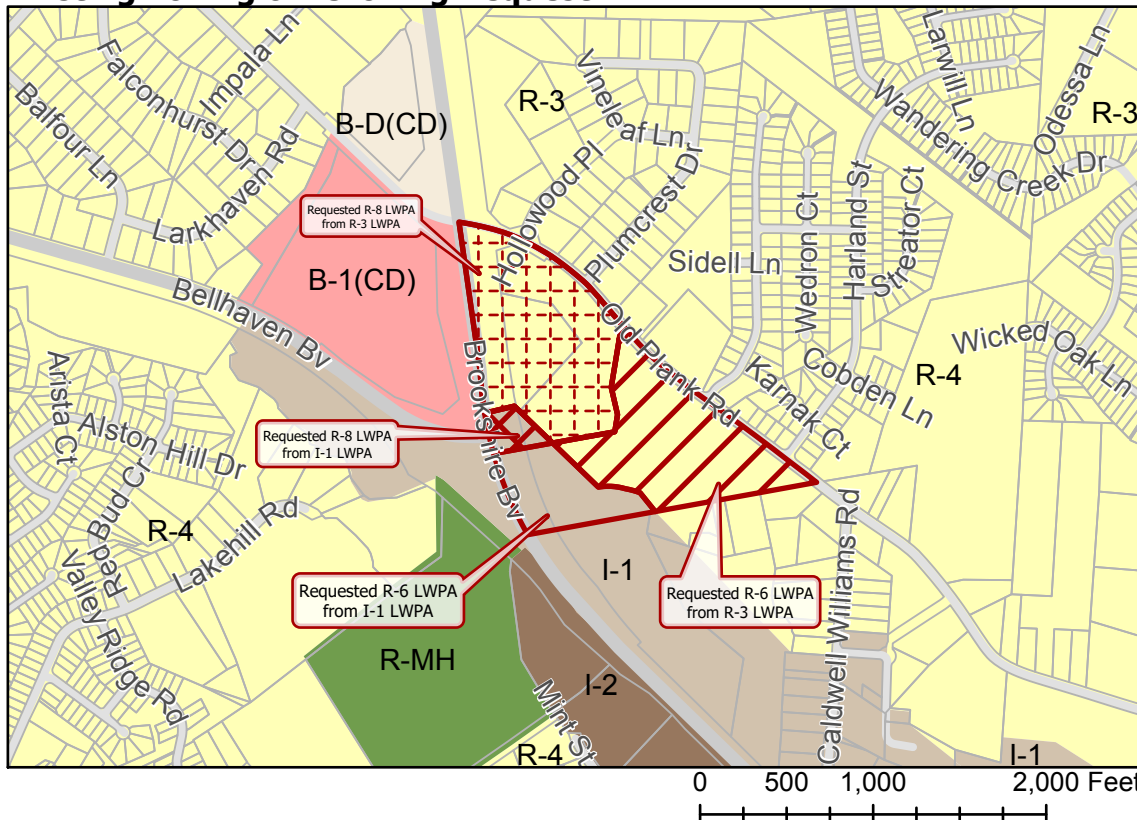 Impala Ln
Falconhurst Dr
Balfour Ln
Larkhaven Rd
B-D(CD)
R-3
Vineleaf Ln
Hollowood Pl
Plumcrest Dr
Larwill Ln
Odessa Ln
Wandering Creek Dr
R-3
Requested R-8 LWPA
from R-3 LWPA
B-1(CD)
Bellhaven Bv
Sidell Ln
Wedron Ct
Harland St
Streator Ct
Brookshire Bv
Old Plank Rd
Karnak Ct
Cobden Ln
R-4
Wicked Oak Ln
Arista Ct
Alston Hill Dr
Red Bud Cr
Requested R-8 LWPA
from I-1 LWPA
R-4
Lakehill Rd
Valley Ridge Rd
Requested R-6 LWPA
from I-1 LWPA
I-1
Requested R-6 LWPA
from R-3 LWPA
Caldwell Williams Rd
R-MH
I-2
Mint St
R-4
I-1
0 500 1,000 2,000 Feet